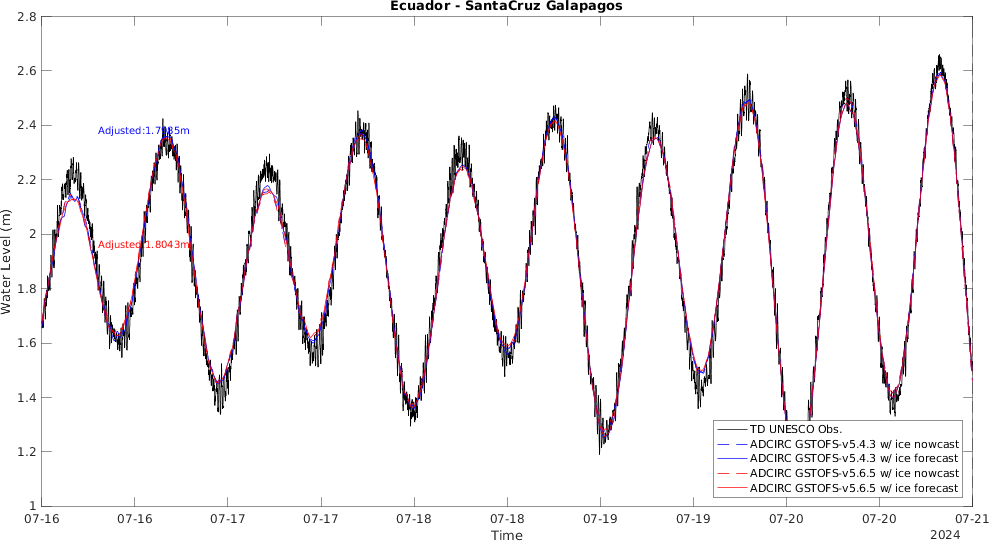 Ecuador - SantaCruz Galapagos
2.8
2.6
2.4
2.2
2
1.8
1.6
1.4
1.2
1
Water Level (m)
Adjusted:1.7935m
Adjusted:1.8043m
TD UNESCO Obs.
ADCIRC GSTOFS-v5.4.3 w/ ice nowcast
ADCIRC GSTOFS-v5.4.3 w/ ice forecast
ADCIRC GSTOFS-v5.6.5 w/ ice nowcast
ADCIRC GSTOFS-v5.6.5 w/ ice forecast
07-16 07-16 07-17 07-17 07-18 07-18 07-19 07-19 07-20 07-20 07-21
Time
2024